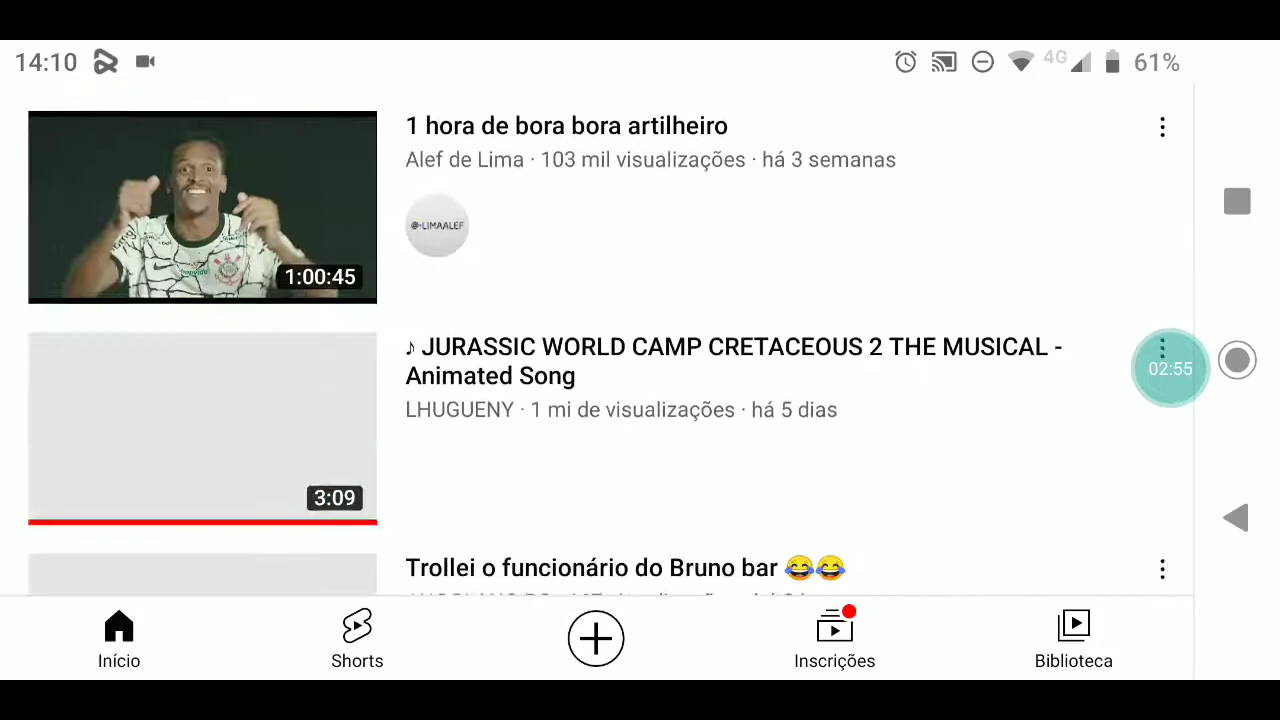 14:10
4G 61%
1 hora de bora bora artilheiro
Alef de Lima · 103 mil visualizações · há 3 semanas
@-LIMAALEF
1:00:45
♪ JURASSIC WORLD CAMP CRETACEOUS 2 THE MUSICAL -
Animated Song
02:55
LHUGUENY · 1 mi de visualizações · há 5 dias
3:09
Trollei o funcionário do Bruno bar 😂😂
Início
Shorts
Inscrições
Biblioteca